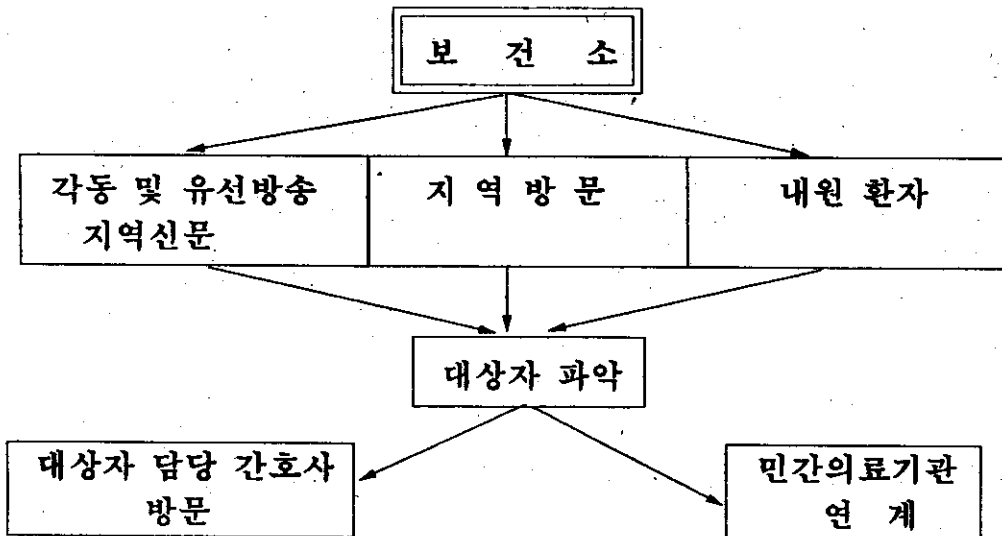 보 건 소
각동 및 유선방송
지역신문
지 역 방 문
내원 환자
대상자 파악
대상자 담당 간호사
방문
민간의료기관
연 계